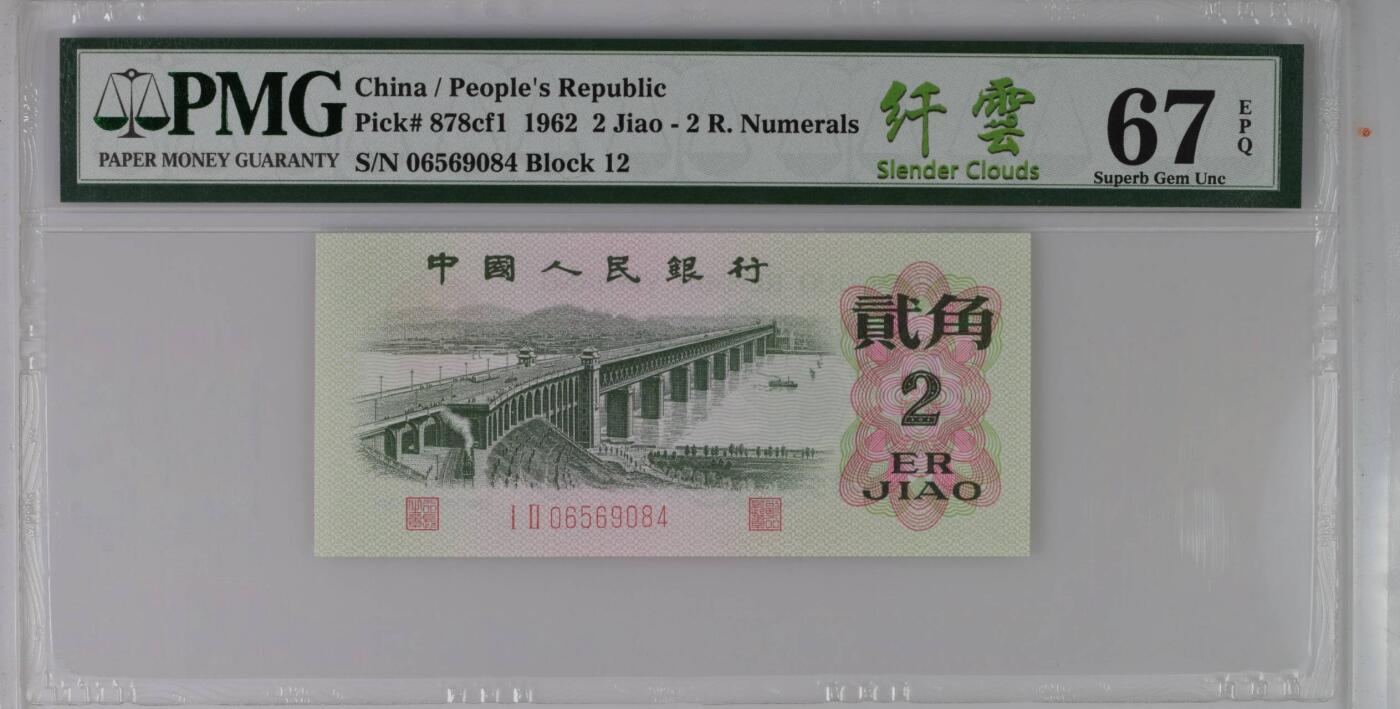 PMG
PAPER MONEY GUARANTY
China / People's Republic
Pick# 878cf1 1962 2 Jiao - 2 R. Numerals
S/N 06569084 Block 12
纤雲
Slender Clouds
67
EPQ
Superb Gem Unc
中國人民銀行
貳角
2
ER
JIAO
I II 06569084